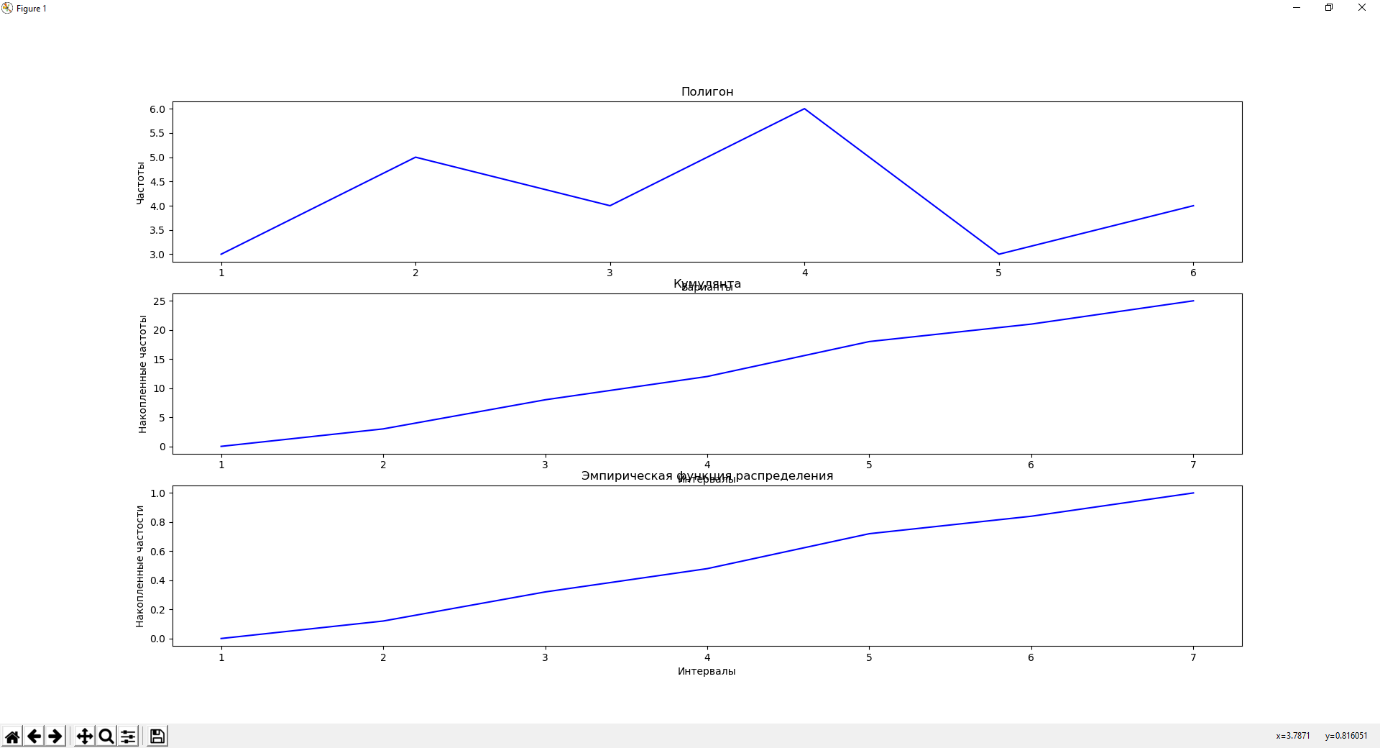 Figure 1
Полигон
Частоты
6.0
5.5
5.0
4.5
4.0
3.5
3.0
1 2 3 4 5 6
Варианты
Кумулянта
Накопленные частоты
25
20
15
10
5
0
1 2 3 4 5 6 7
Интервалы
Эмпирическая функция распределения
Накопленные частости
1.0
0.8
0.6
0.4
0.2
0.0
1 2 3 4 5 6 7
Интервалы
x=3.7871 y=0.816051